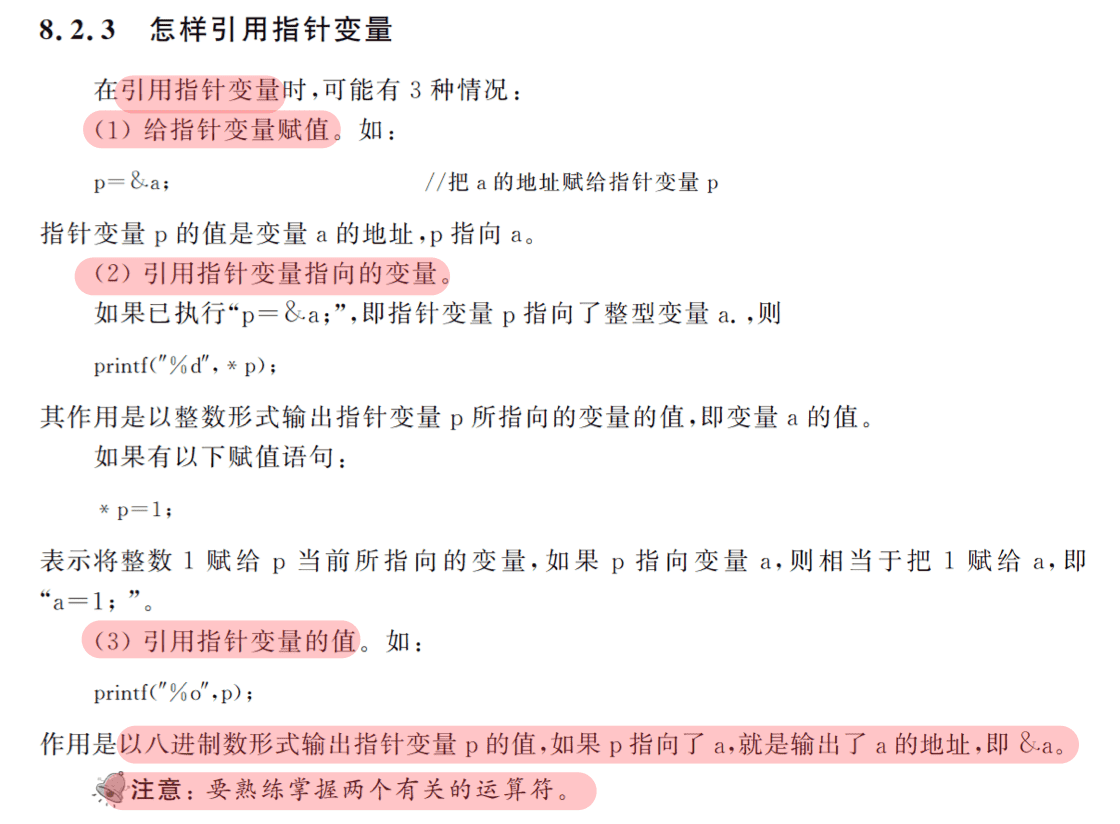 8.2.3 怎样引用指针变量
在引用指针变量时,可能有 3 种情况:
(1) 给指针变量赋值。如:
p=&a; //把 a 的地址赋给指针变量 p
指针变量 p 的值是变量 a 的地址,p 指向 a。
(2) 引用指针变量指向的变量。
如果已执行“p=&a;”,即指针变量 p 指向了整型变量 a. ,则
printf("%d", * p);
其作用是以整数形式输出指针变量 p 所指向的变量的值,即变量 a 的值。
如果有以下赋值语句:
* p=1;
表示将整数 1 赋给 p 当前所指向的变量,如果 p 指向变量 a,则相当于把 1 赋给 a,即
“a=1; ”。
(3) 引用指针变量的值。如:
printf("%o",p);
作用是以八进制数形式输出指针变量 p 的值,如果 p 指向了 a,就是输出了 a 的地址,即 &a。
注意: 要熟练掌握两个有关的运算符。